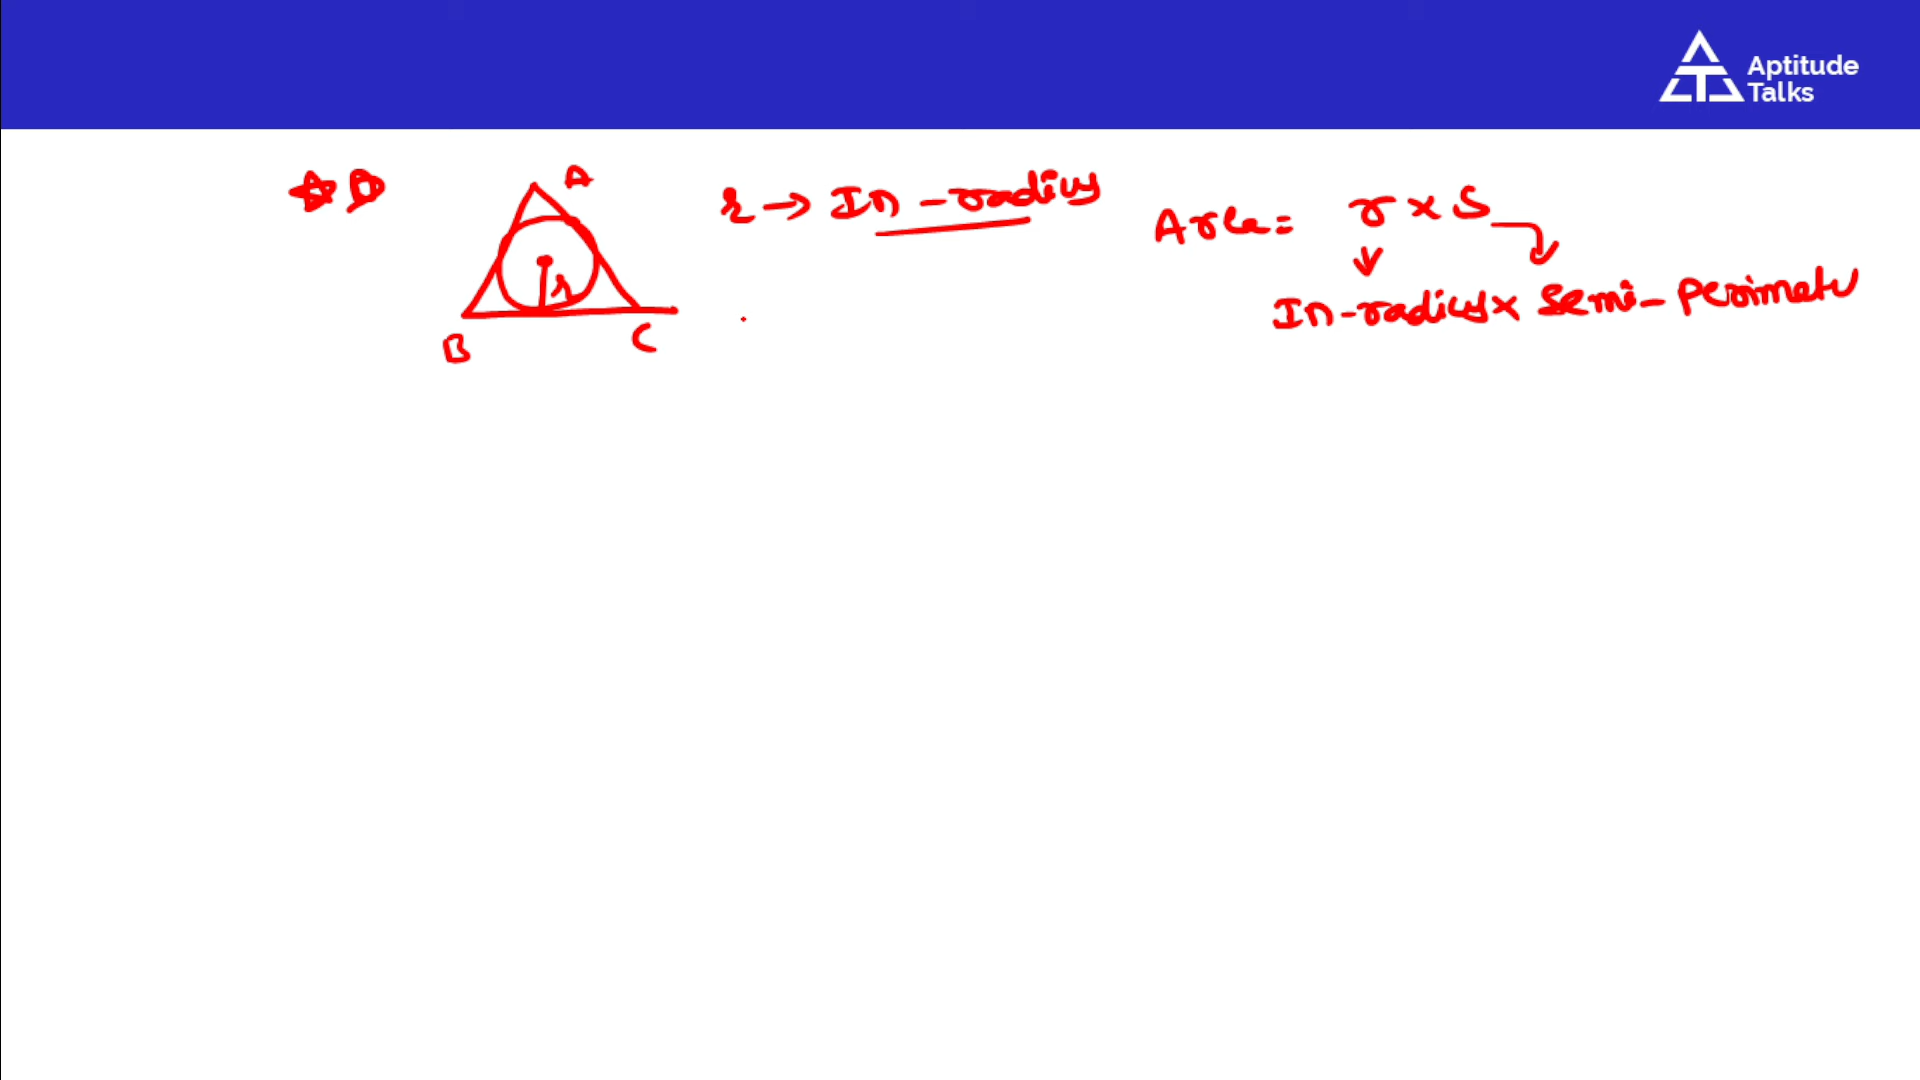 Aptitude
Talks
A
r → In-radius
Area = r × S
r
In-radius × Semi-Perimeter
B
C